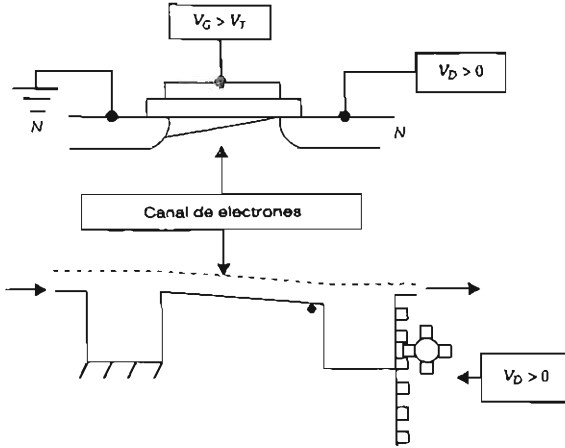 V_G > V_T
V_D > 0
N
N
Canal de electrones
V_D > 0